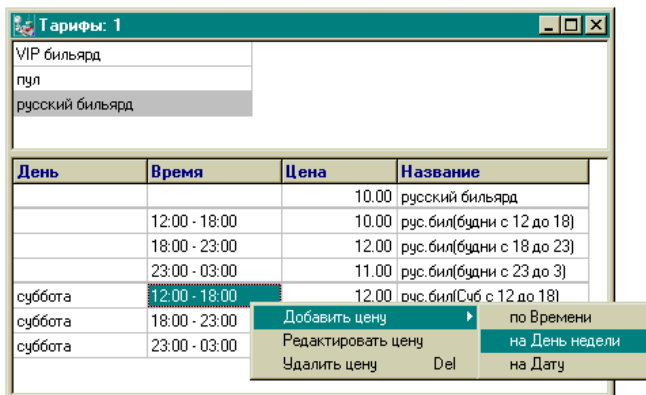 Тарифы: 1
VIP бильярд
пул
русский бильярд
День Время Цена Название
10.00 русский бильярд
12:00 - 18:00 10.00 рус.бил(будни с 12 до 18)
18:00 - 23:00 12.00 рус.бил(будни с 18 до 23)
23:00 - 03:00 11.00 рус.бил(будни с 23 до 3)
суббота 12:00 - 18:00 12.00 рус.бил(Суб с 12 до 18)
суббота 18:00 - 23:00
суббота 23:00 - 03:00
Добавить цену
Редактировать цену
Удалить цену Del
по Времени
на День недели
на Дату